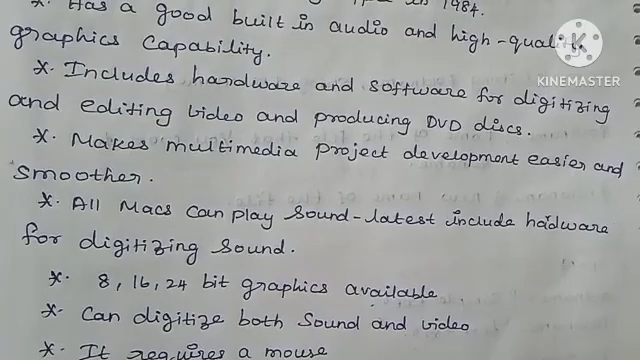 in 1984.
*. Has a good built in audio and high-quality
graphics capability.
*. Includes hardware and software for digitizing
and editing video and producing DVD discs.
*. Makes multimedia project development easier and
smoother.
*. All Macs can play sound-latest include hardware
for digitizing sound.
*. 8, 16, 24 bit graphics available
*. Can digitize both sound and video
*. It requires a mouse
KINEMASTER